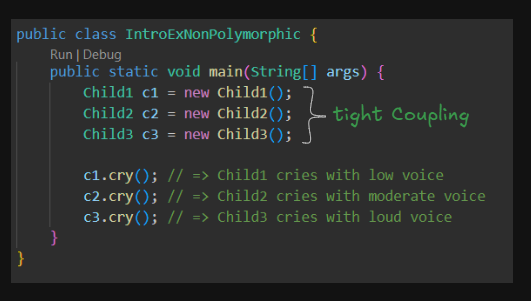 public class IntroExNonPolymorphic {
Run | Debug
public static void main(String[] args) {
Child1 c1 = new Child1();
Child2 c2 = new Child2();
Child3 c3 = new Child3();
tight Coupling
c1.cry(); // => Child1 cries with low voice
c2.cry(); // => Child2 cries with moderate voice
c3.cry(); // => Child3 cries with loud voice
}
}